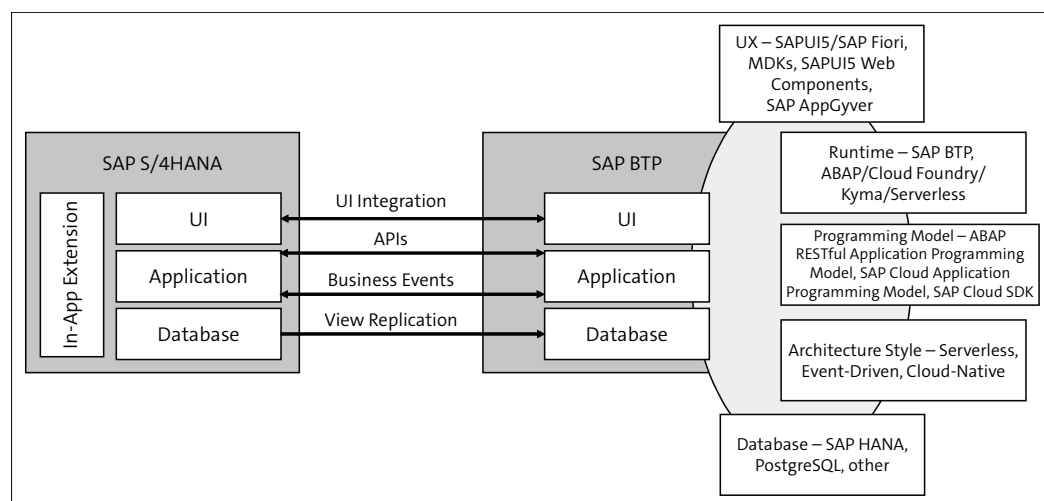 SAP S/4HANA
In-App Extension
UI
Application
Database
UI Integration
APIs
Business Events
View Replication
SAP BTP
UI
Application
Database
UX – SAPUI5/SAP Fiori,
MDKs, SAPUI5 Web
Components,
SAP AppGyver
Runtime – SAP BTP,
ABAP/Cloud Foundry/
Kyma/Serverless
Programming Model – ABAP
RESTful Application Programming
Model, SAP Cloud Application
Programming Model, SAP Cloud SDK
Architecture Style – Serverless,
Event-Driven, Cloud-Native
Database – SAP HANA,
PostgreSQL, other